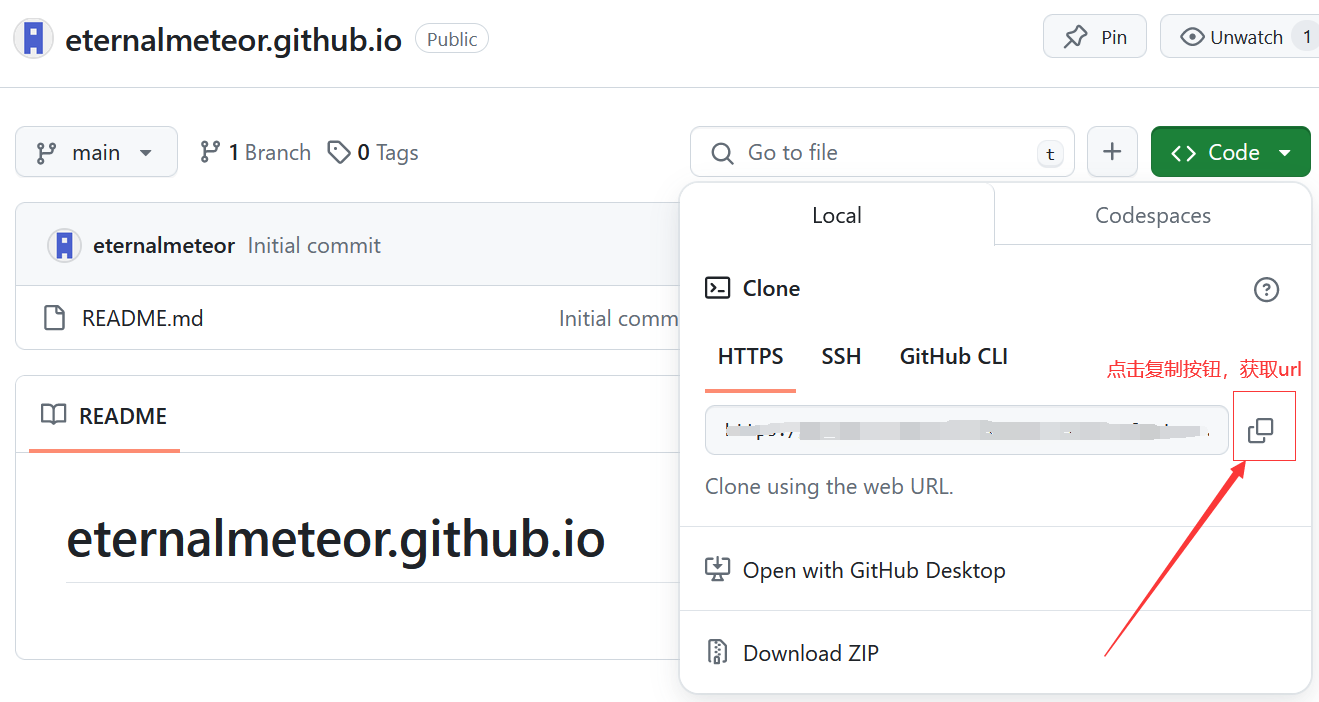 eternalmeteor.github.io Public Pin Unwatch 1
main 1 Branch 0 Tags Go to file t + Code
Local Codespaces
eternalmeteor Initial commit
Clone
README.md Initial comm
HTTPS SSH GitHub CLI
点击复制按钮，获取url
README
Clone using the web URL.
eternalmeteor.github.io
Open with GitHub Desktop
Download ZIP